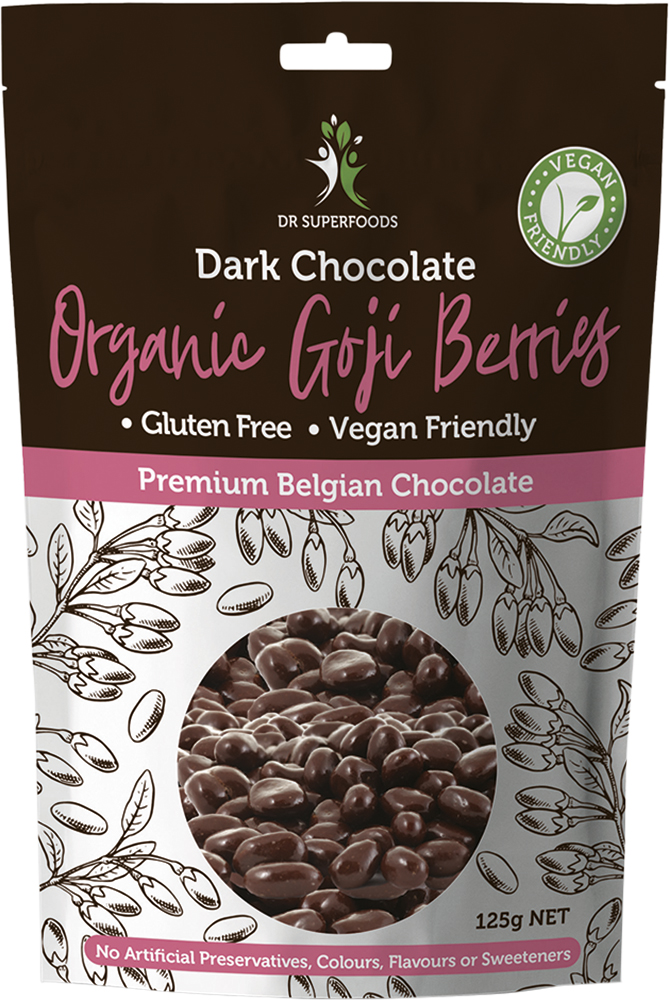 DR SUPERFOODS
VEGAN
FRIENDLY
Dark Chocolate
Organic Goji Berries
• Gluten Free • Vegan Friendly
Premium Belgian Chocolate
125g NET
No Artificial Preservatives, Colours, Flavours or Sweeteners